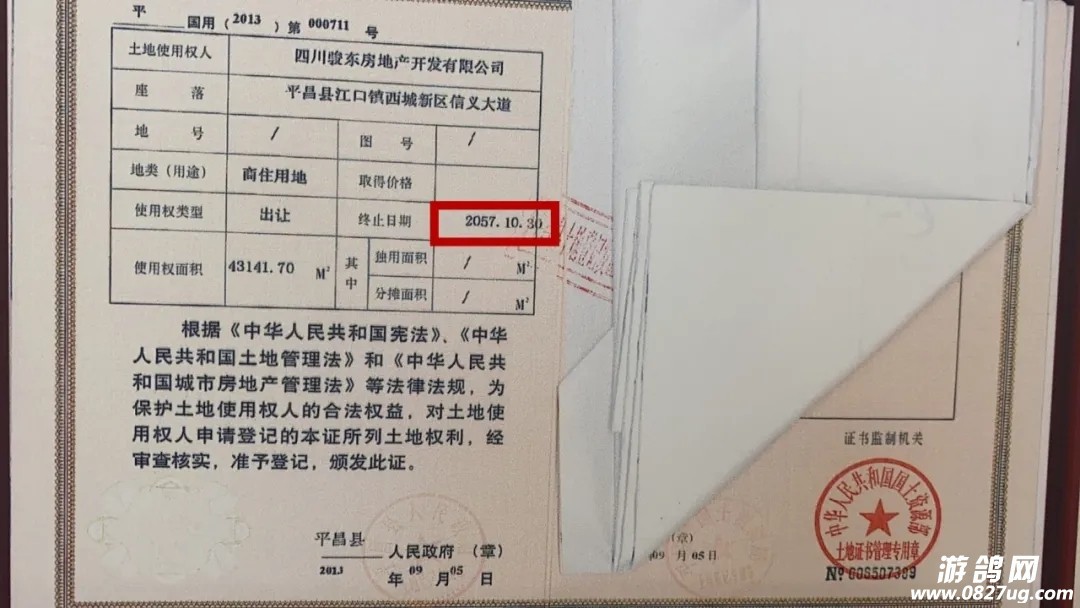 平 国用（2013）第 000711 号
土地使用权人 四川骏东房地产开发有限公司
座 落 平昌县江口镇西城新区信义大道
地 号 / 图 号 /
地类（用途） 商住用地 取得价格
使用权类型 出让 终止日期 2057.10.30
使用权面积 43141.70 M² 其中 独用面积 / M²
分摊面积 / M²
根据《中华人民共和国宪法》、《中华
人民共和国土地管理法》和《中华人民共
和国城市房地产管理法》等法律法规，为
保护土地使用权人的合法权益，对土地使
用权人申请登记的本证所列土地权利，经
审查核实，准予登记，颁发此证。
平昌县 人民政府（章）
2013 年 09 月 05 日
（章）
09 月 05 日
证书监制机关
中华人民共和国国土资源部
土地证书管理专用章
№ 008507389
游鸽网
www.0827ug.com